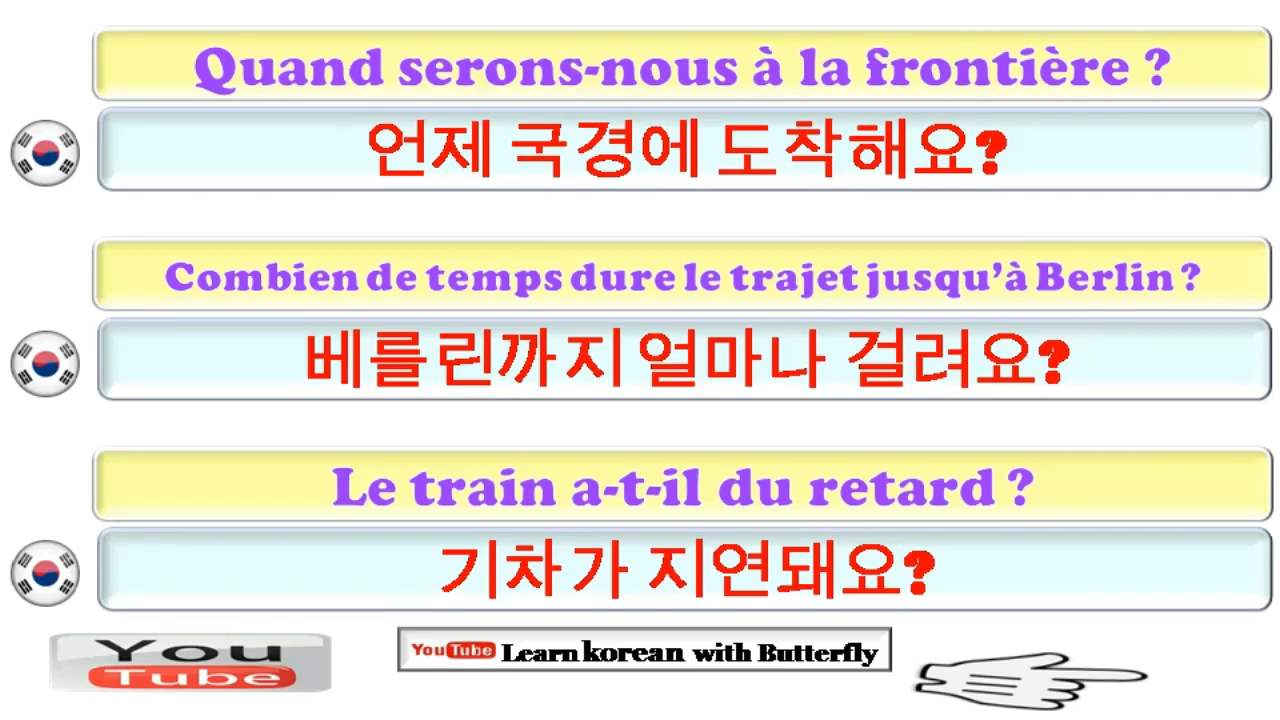 Quand serons-nous à la frontière ?
언제 국경에 도착해요?
Combien de temps dure le trajet jusqu’à Berlin ?
베를린까지 얼마나 걸려요?
Le train a-t-il du retard ?
기차가 지연돼요?
You
Tube
YouTube Learn korean with Butterfly